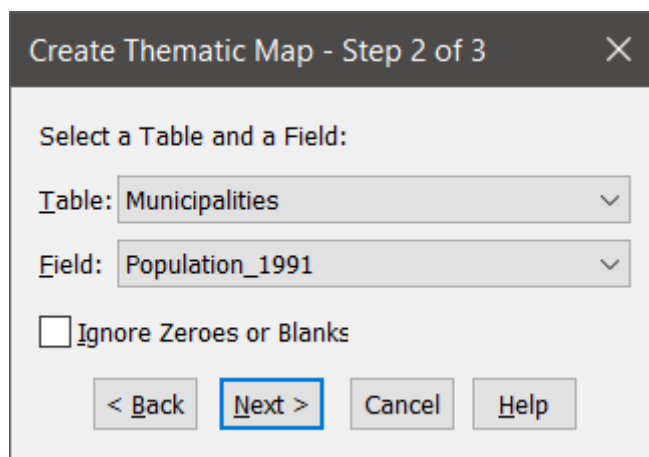 Create Thematic Map - Step 2 of 3
Select a Table and a Field:
Table: Municipalities
Field: Population_1991
Ignore Zeroes or Blanks
< Back Next > Cancel Help